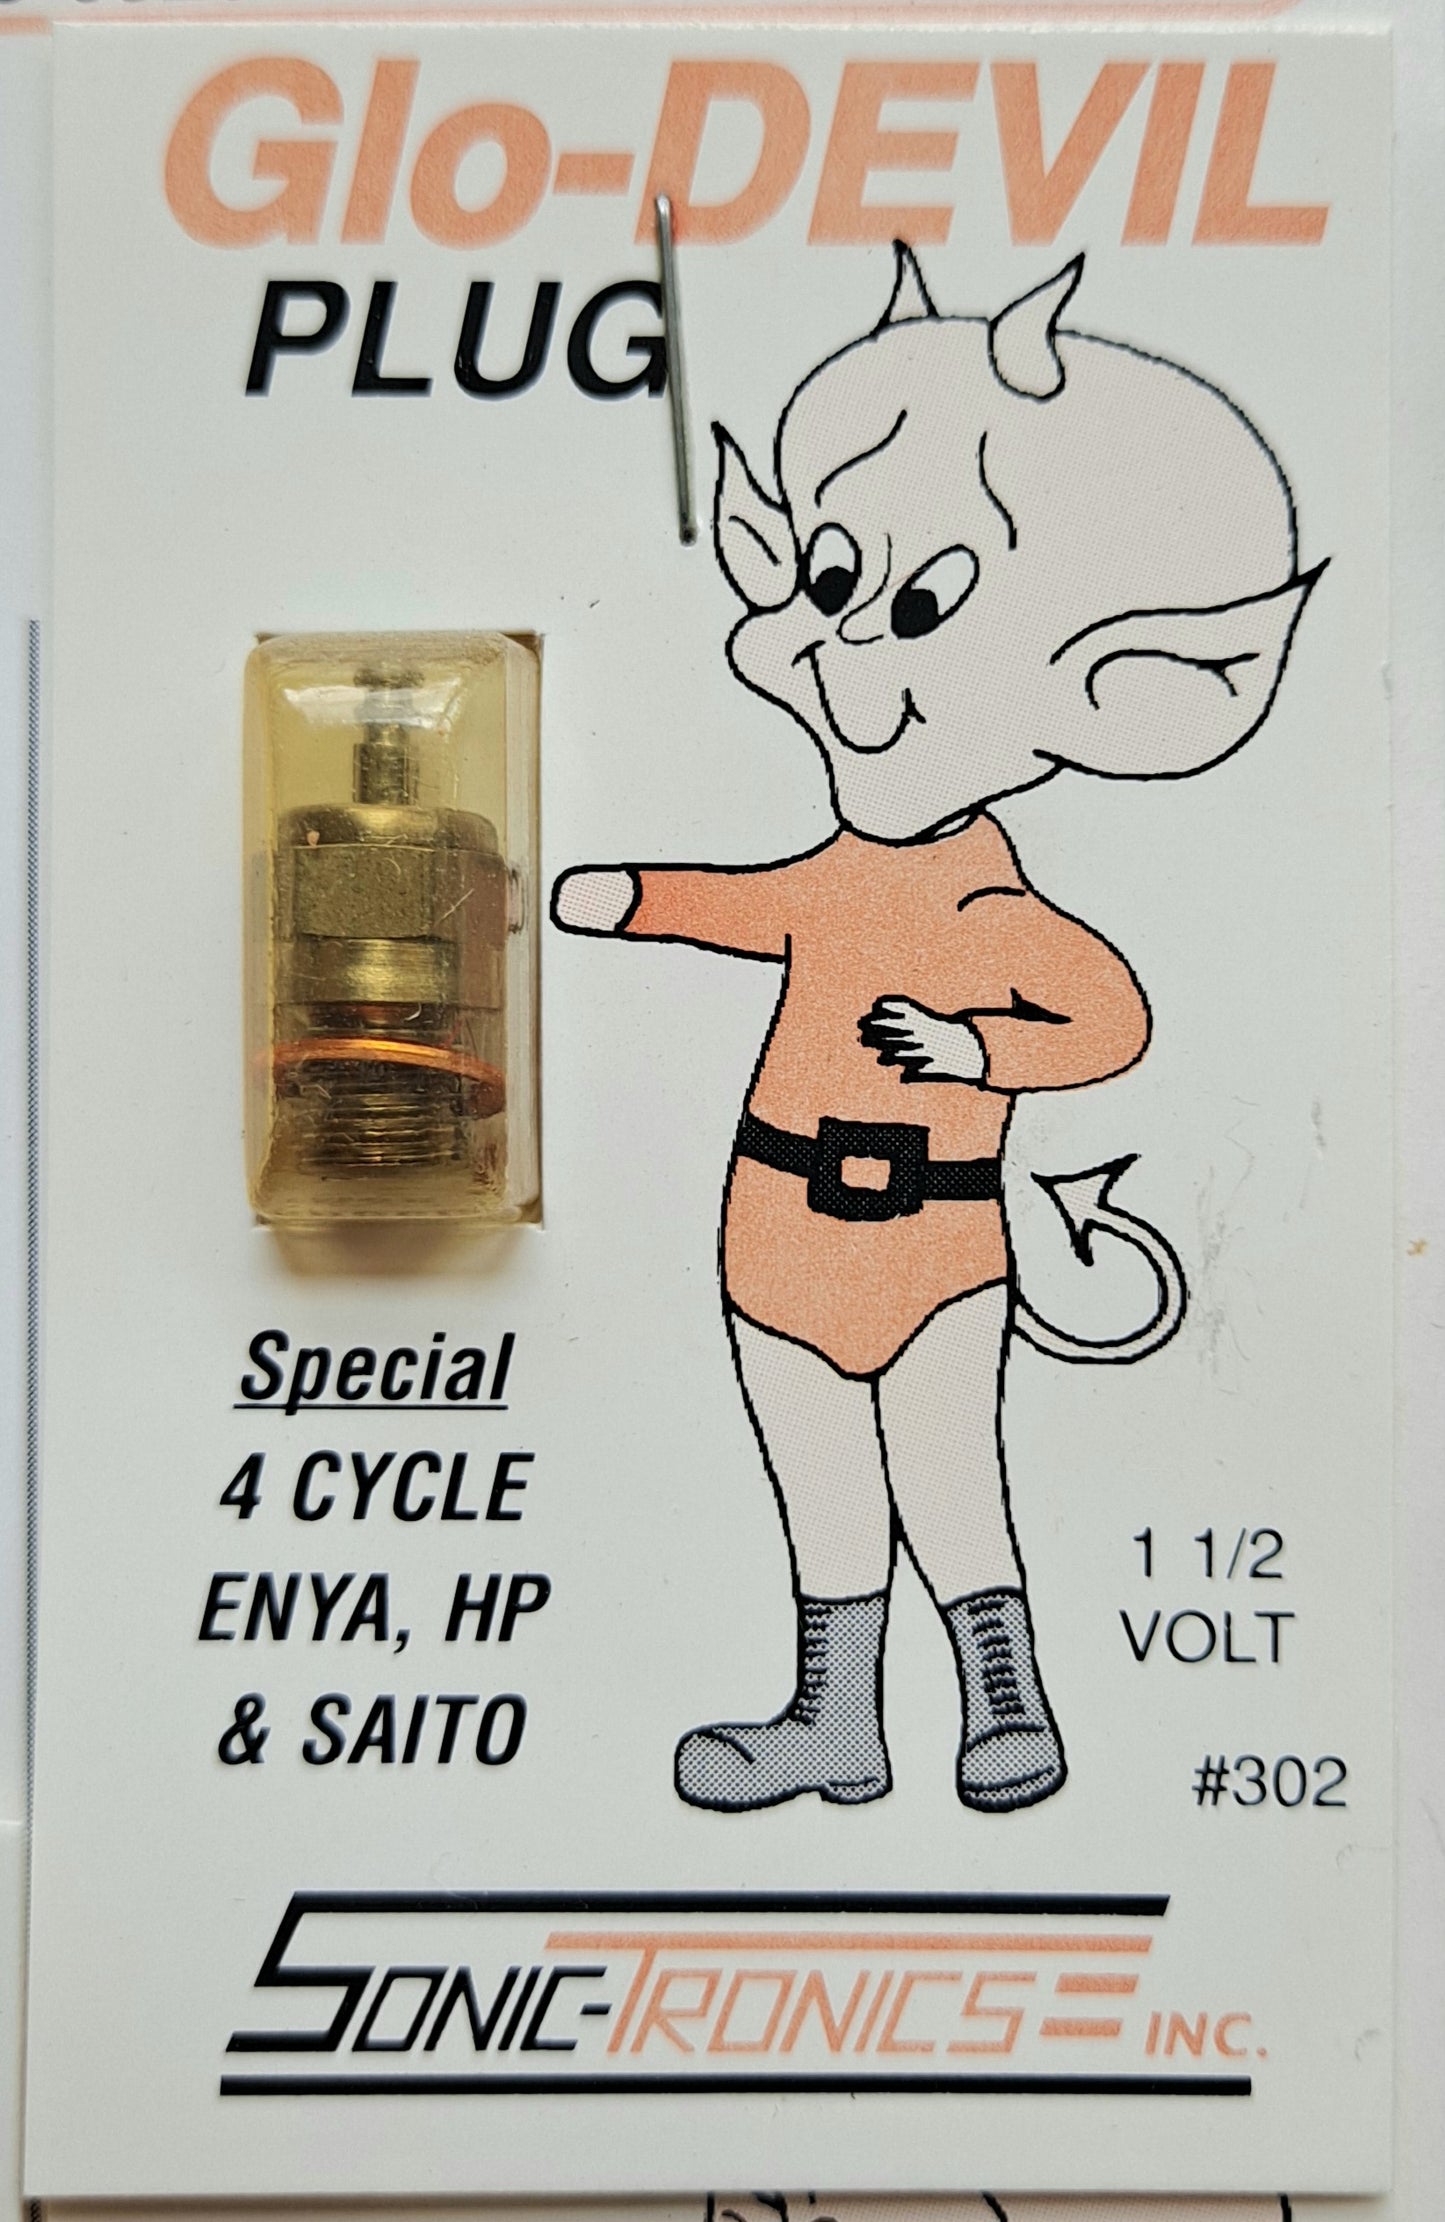 Glo-DEVIL
PLUG
Special
4 CYCLE
ENYA, HP
& SAITO
1 1/2
VOLT
#302
SONIC-TRONICS INC.